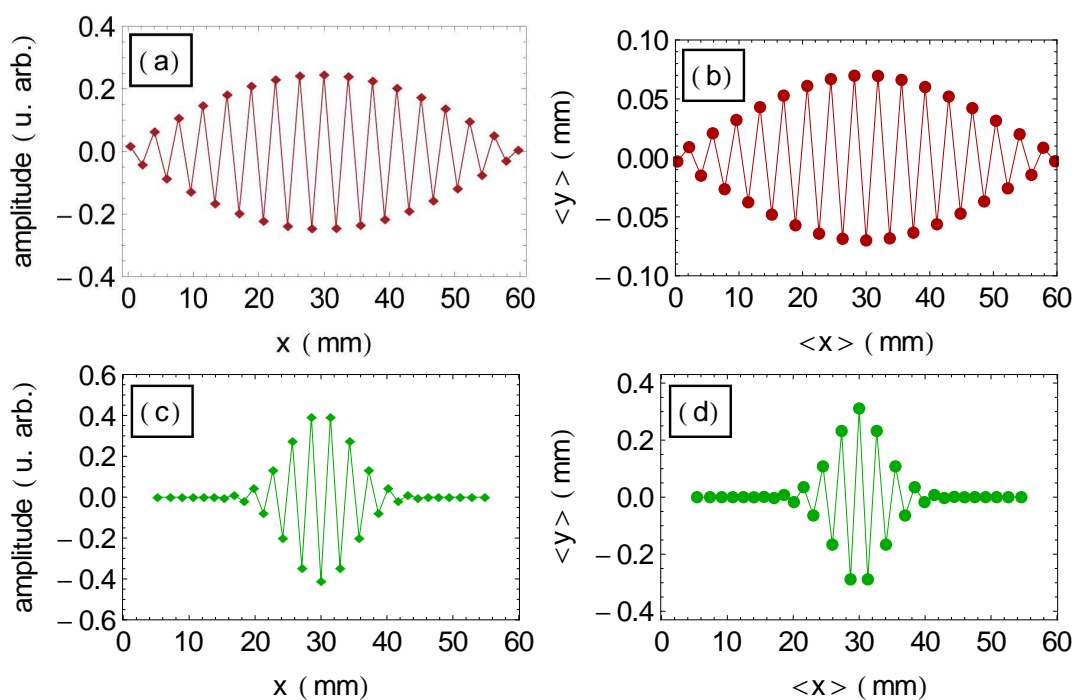 (a)
0.4
0.2
0.0
− 0.2
− 0.4
amplitude ( u. arb.)
0 10 20 30 40 50 60
x ( mm)
(b)
0.10
0.05
0.00
− 0.05
− 0.10
<y> ( mm)
0 10 20 30 40 50 60
<x> ( mm)
(c)
0.6
0.4
0.2
0.0
− 0.2
− 0.4
− 0.6
amplitude ( u. arb.)
0 10 20 30 40 50 60
x ( mm)
(d)
0.4
0.2
0.0
− 0.2
− 0.4
<y> ( mm)
0 10 20 30 40 50 60
<x> ( mm)